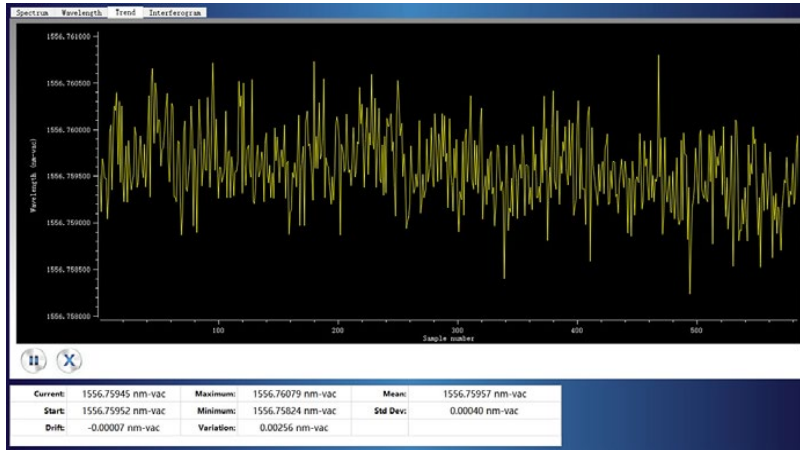 Spectrum Wavelength Trend Interferogram
1556.761000
1556.760500
1556.760000
1556.759500
1556.759000
1556.758500
1556.758000
Wavelength (nm-vac)
100 200 300 400 500
Sample number
Current: 1556.75945 nm-vac Maximum: 1556.76079 nm-vac Mean: 1556.75957 nm-vac
Start: 1556.75952 nm-vac Minimum: 1556.75824 nm-vac Std Dev: 0.00040 nm-vac
Drift: -0.00007 nm-vac Variation: 0.00256 nm-vac